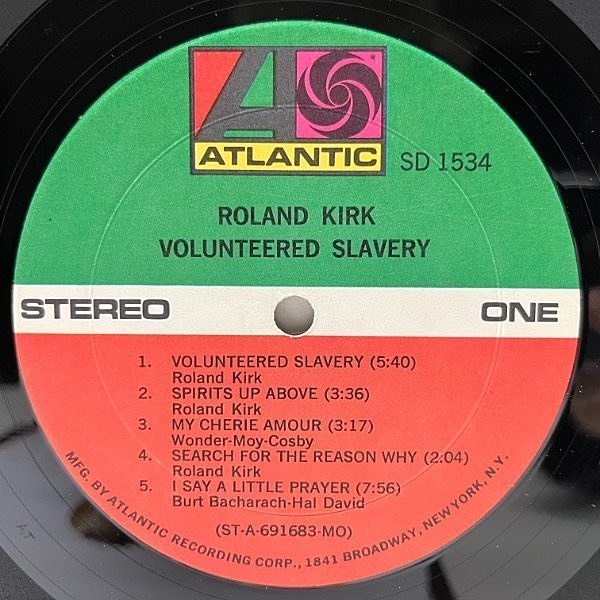 ATLANTIC
SD 1534
ROLAND KIRK
VOLUNTEERED SLAVERY
STEREO
ONE
1. VOLUNTEERED SLAVERY (5:40)
Roland Kirk
2. SPIRITS UP ABOVE (3:36)
Roland Kirk
3. MY CHERIE AMOUR (3:17)
Wonder-Moy-Cosby
4. SEARCH FOR THE REASON WHY (2:04)
Roland Kirk
5. I SAY A LITTLE PRAYER (7:56)
Burt Bacharach-Hal David
(ST-A-691683-MO)
MFG. BY ATLANTIC RECORDING CORP., 1841 BROADWAY, NEW YORK, N.Y.
AT